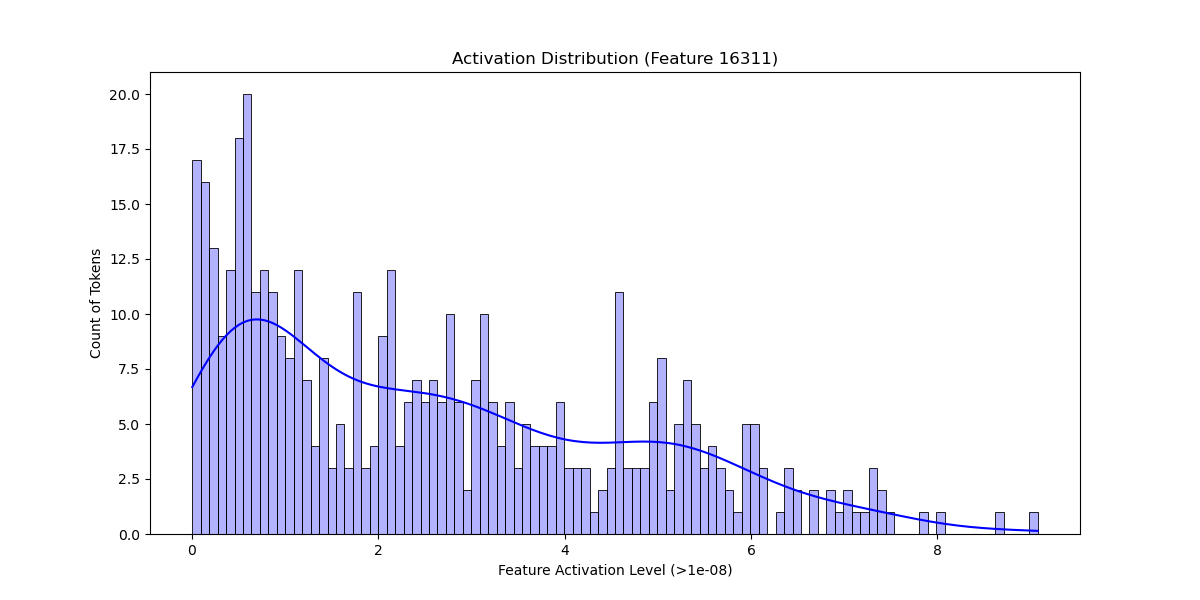 Activation Distribution (Feature 16311)
20.0
17.5
15.0
12.5
10.0
7.5
5.0
2.5
0.0
Count of Tokens
0 2 4 6 8
Feature Activation Level (>1e-08)